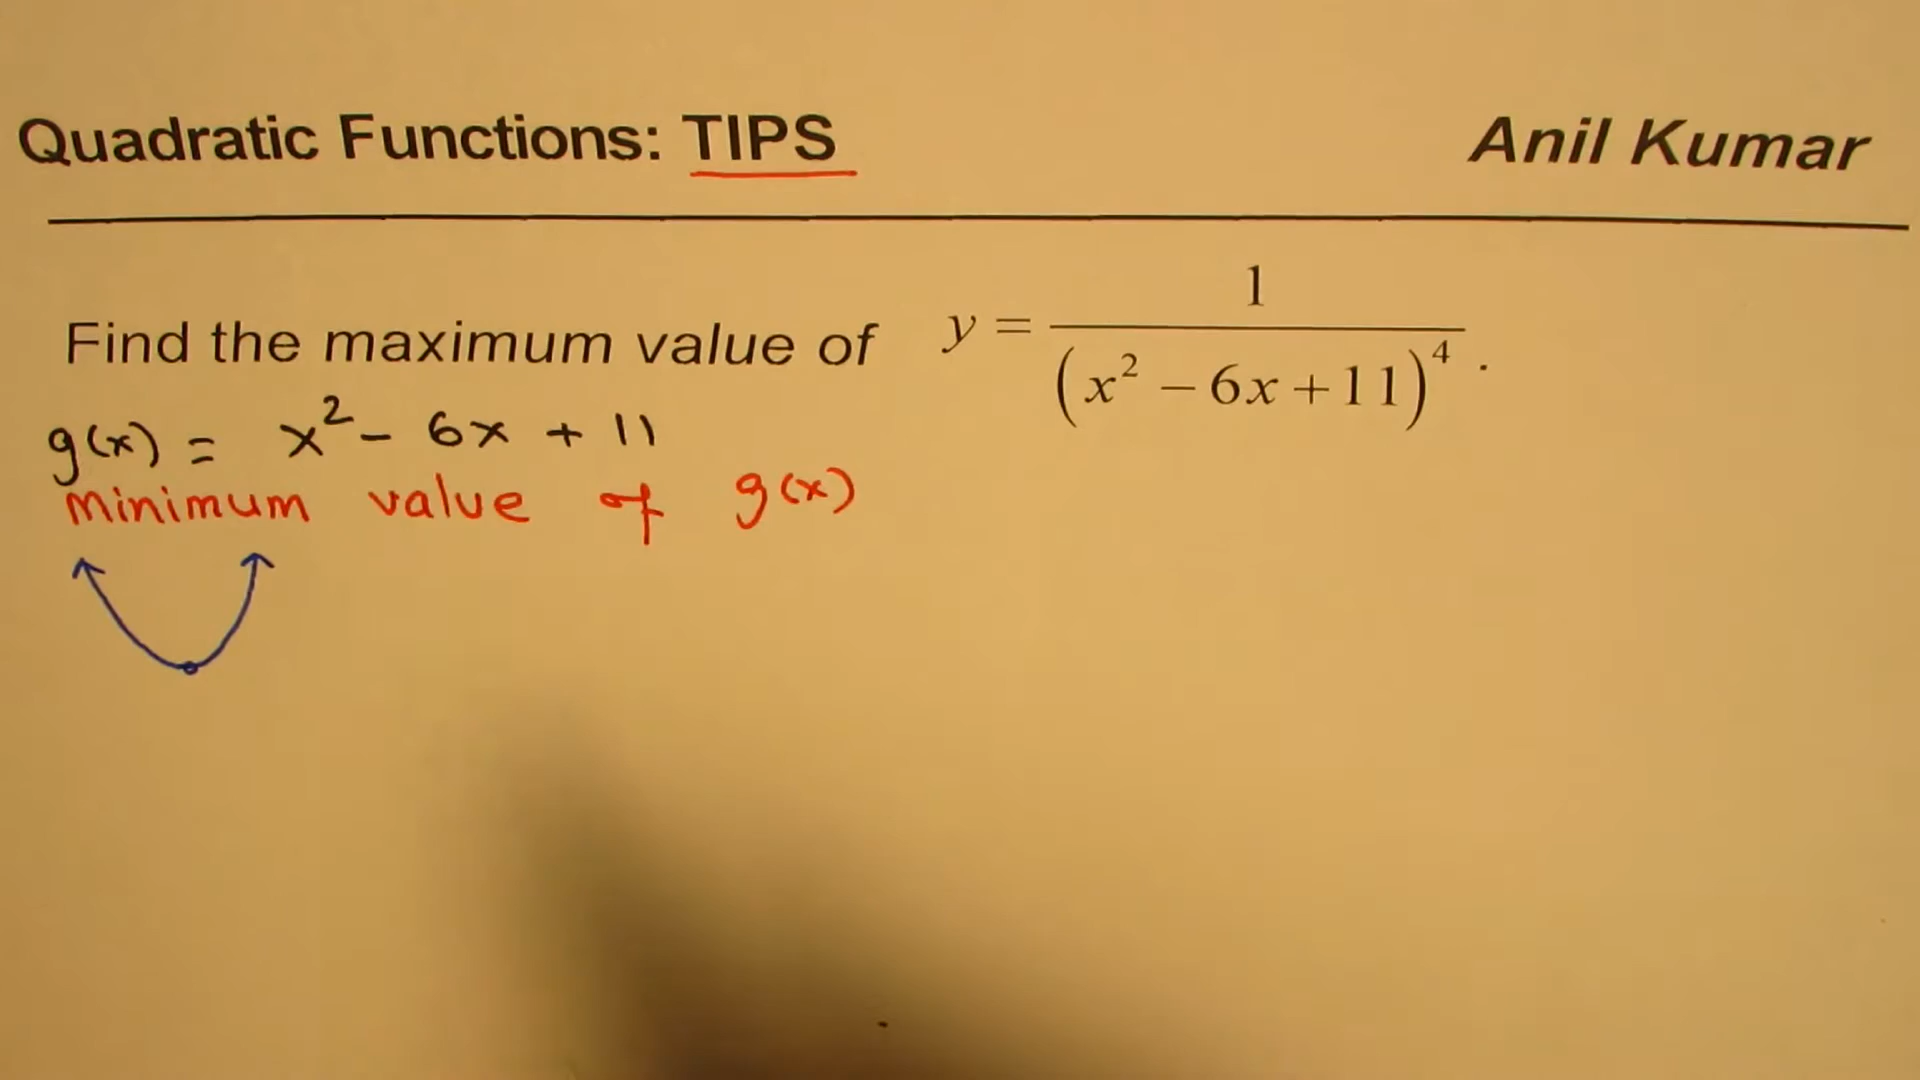 Quadratic Functions: TIPS
Anil Kumar
Find the maximum value of y = 1/(x² − 6x + 11)⁴.
g(x) = x² - 6x + 11
minimum value of g(x)